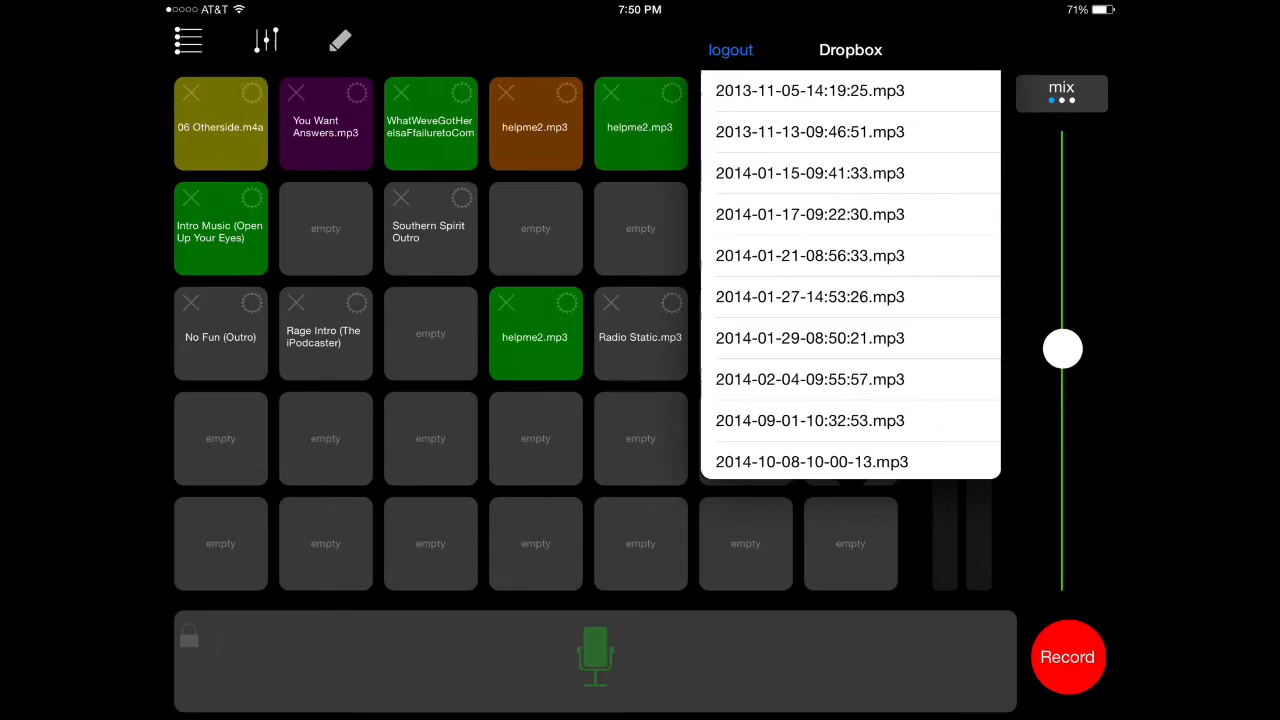 AT&T
7:50 PM
71%
logout
Dropbox
mix
06 Otherside.m4a
You Want
Answers.mp3
WhatWeveGotHer
eIsaFfailuretoCom
helpme2.mp3
helpme2.mp3
2013-11-05-14:19:25.mp3
2013-11-13-09:46:51.mp3
2014-01-15-09:41:33.mp3
2014-01-17-09:22:30.mp3
2014-01-21-08:56:33.mp3
2014-01-27-14:53:26.mp3
2014-01-29-08:50:21.mp3
2014-02-04-09:55:57.mp3
2014-09-01-10:32:53.mp3
2014-10-08-10-00-13.mp3
Intro Music (Open
Up Your Eyes)
empty
Southern Spirit
Outro
empty
empty
No Fun (Outro)
Rage Intro (The
iPodcaster)
empty
helpme2.mp3
Radio Static.mp3
empty
empty
empty
empty
empty
empty
empty
empty
empty
empty
empty
empty
Record